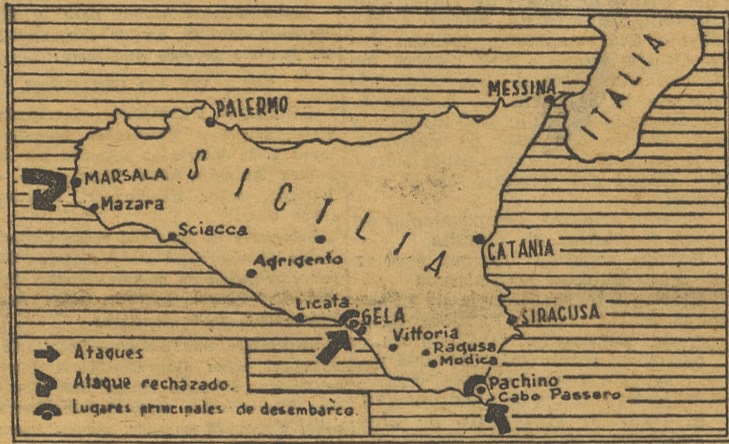 MESSINA
ITALIA
PALERMO
SICILIA
MARSALA
Mazara
Sciacca
Agrigento
CATANIA
Licata
GELA
SIRACUSA
Vittoria
Ragusa
Modica
Pachino
Cabo Passero
Ataques
Ataque rechazado.
Lugares principales de desembarco.